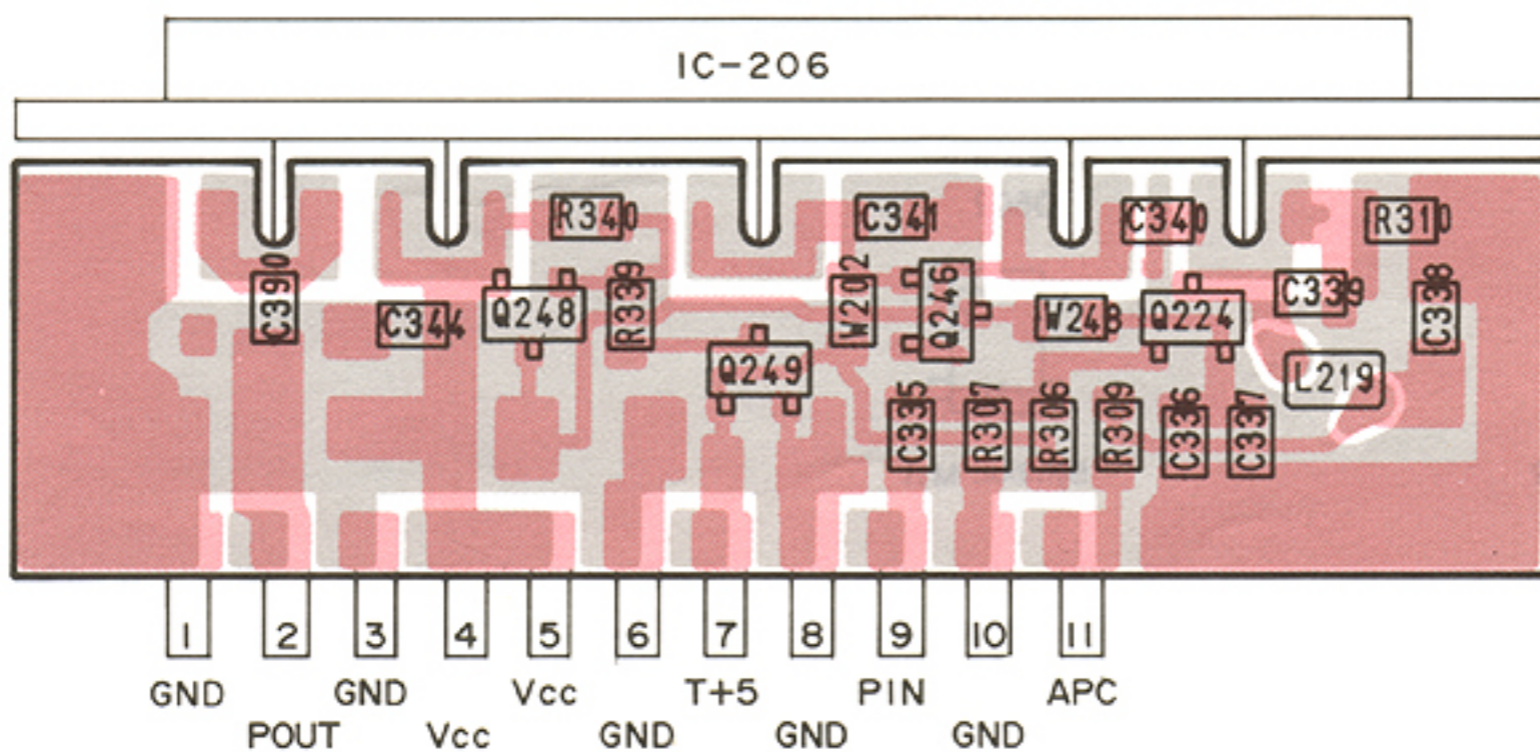 IC-206
R340
C341
C340
R310
C390
C344
Q248
R339
W202
Q246
W248
Q224
C339
C338
Q249
L219
C335
R307
R306
R309
C336
C337
1 2 3 4 5 6 7 8 9 10 11
GND GND Vcc T+5 PIN APC
POUT Vcc GND GND GND